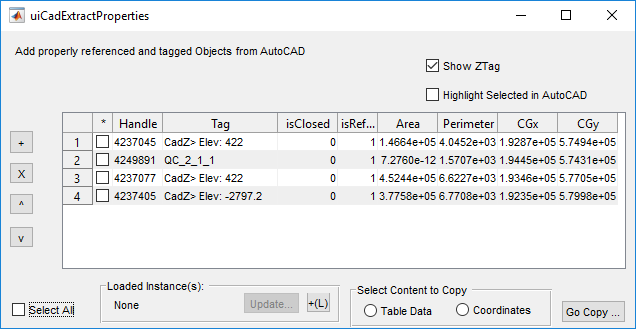 uiCadExtractProperties
Add properly referenced and tagged Objects from AutoCAD
Show ZTag
Highlight Selected in AutoCAD
* Handle Tag isClosed isRef... Area Perimeter CGx CGy
1 4237045 CadZ> Elev: 422 0 1 1.4664e+05 4.0452e+03 1.9287e+05 5.7494e+05
2 4249891 QC_2_1_1 0 1 7.2760e-12 1.5707e+03 1.9445e+05 5.7431e+05
3 4237077 CadZ> Elev: 422 0 1 4.5244e+05 6.6227e+03 1.9346e+05 5.7705e+05
4 4237405 CadZ> Elev: -2797.2 0 1 3.7758e+05 6.7708e+03 1.9235e+05 5.7998e+05
+
X
^
v
Select All
Loaded Instance(s):
None Update... +(L)
Select Content to Copy
Table Data Coordinates
Go Copy ...